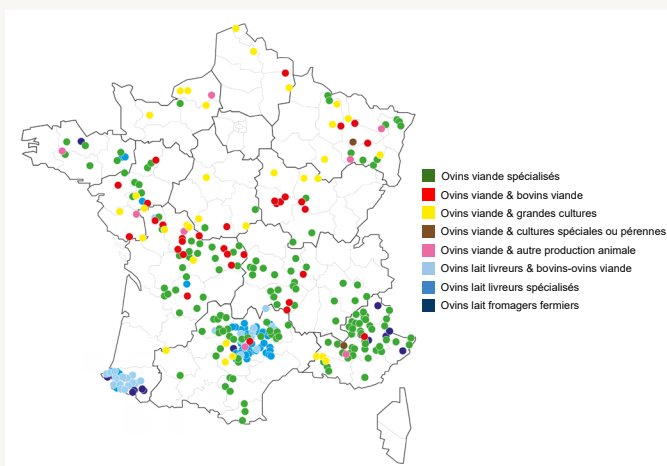 Ovins viande spécialisés
Ovins viande & bovins viande
Ovins viande & grandes cultures
Ovins viande & cultures spéciales ou pérennes
Ovins viande & autre production animale
Ovins lait livreurs & bovins-ovins viande
Ovins lait livreurs spécialisés
Ovins lait fromagers fermiers